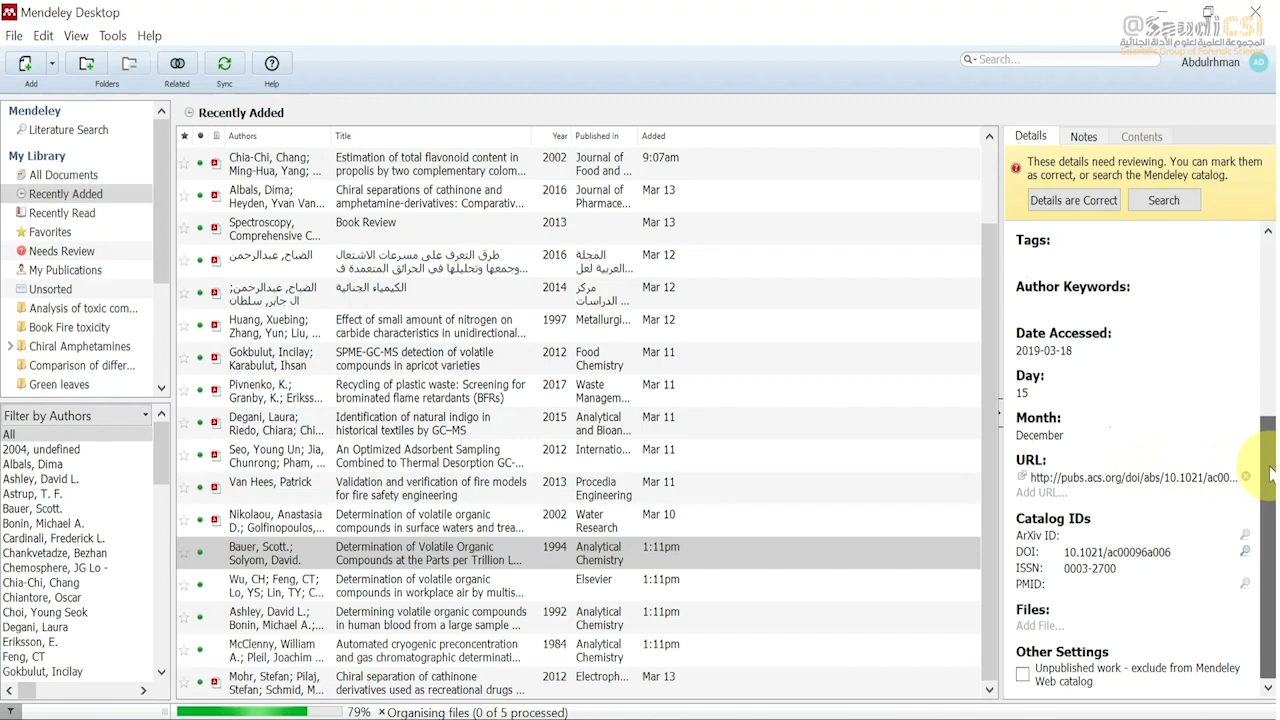 Mendeley Desktop
@SaudiCSI
المجموعة العلمية لعلوم الأدلة الجنائية
Scientific Group of Forensic Science
File Edit View Tools Help
Add Folders Related Sync Help
Search...
Abdulrhman AD
Mendeley
Literature Search
My Library
All Documents
Recently Added
Recently Read
Favorites
Needs Review
My Publications
Unsorted
Analysis of toxic com...
Book Fire toxicity
Chiral Amphetamines
Comparison of differ...
Green leaves
Filter by Authors
All
2004, undefined
Albals, Dima
Ashley, David L.
Astrup, T. F.
Bauer, Scott.
Bonin, Michael A.
Cardinali, Frederick L.
Chankvetadze, Bezhan
Chemosphere, JG Lo -
Chia-Chi, Chang
Chiantore, Oscar
Choi, Young Seok
Degani, Laura
Eriksson, E.
Feng, CT
Gokbulut, Incilay
Recently Added
Authors Title Year Published In Added
Chia-Chi, Chang; Estimation of total flavonoid content in 2002 Journal of 9:07am
Ming-Hua, Yang; ... propolis by two complementary colom... Food and ...
Albals, Dima; Chiral separations of cathinone and 2016 Journal of Mar 13
Heyden, Yvan Van... amphetamine-derivatives: Comparativ... Pharmace...
Spectroscopy, Book Review 2013 Mar 13
Comprehensive C...
الضباح, عبدالرحمن طرق التعرف على مسرعات الاشتعال 2016 المجلة Mar 12
وجمعها وتحليلها في الحرائق المتعمدة ف... العربية لعل...
الضباح, عبدالرحمن; الكيمياء الجنائية 2014 مركز Mar 12
ال جابر, سلطان الدراسات ...
Huang, Xuebing; Effect of small amount of nitrogen on 1997 Metallurgi... Mar 12
Zhang, Yun; Liu, ... carbide characteristics in unidirectional...
Gokbulut, Incilay; SPME-GC-MS detection of volatile 2012 Food Mar 11
Karabulut, Ihsan compounds in apricot varieties Chemistry
Pivnenko, K.; Recycling of plastic waste: Screening for 2017 Waste Mar 11
Granby, K.; Erikss... brominated flame retardants (BFRs) Managem...
Degani, Laura; Identification of natural indigo in 2015 Analytical Mar 11
Riedo, Chiara; Chi... historical textiles by GC–MS and Bioan...
Seo, Young Un; Jia, An Optimized Adsorbent Sampling 2012 Internatio... Mar 11
Chunrong; Pham, ... Combined to Thermal Desorption GC-...
Van Hees, Patrick Validation and verification of fire models 2013 Procedia Mar 11
for fire safety engineering Engineering
Nikolaou, Anastasia Determination of volatile organic 2002 Water Mar 10
D.; Golfinopoulos,... compounds in surface waters and trea... Research
Bauer, Scott.; Determination of Volatile Organic 1994 Analytical 1:11pm
Solyom, David. Compounds at the Parts per Trillion L... Chemistry
Wu, CH; Feng, CT; Determination of volatile organic Elsevier 1:11pm
Lo, YS; Lin, TY; C... compounds in workplace air by multis...
Ashley, David L.; Determining volatile organic compounds 1992 Analytical 1:11pm
Bonin, Michael A.;... in human blood from a large sample ... Chemistry
McClenny, William Automated cryogenic preconcentration 1984 Analytical 1:11pm
A.; Pleil, Joachim ... and gas chromatographic determinati... Chemistry
Mohr, Stefan; Pilaj, Chiral separation of cathinone 2012 Electroph... Mar 13
Stefan; Schmid, M... derivatives used as recreational drugs ...
Details Notes Contents
These details need reviewing. You can mark them
as correct, or search the Mendeley catalog.
Details are Correct Search
Tags:
Author Keywords:
Date Accessed:
2019-03-18
Day:
15
Month:
December
URL:
http://pubs.acs.org/doi/abs/10.1021/ac00...
Add URL...
Catalog IDs
ArXiv ID:
DOI: 10.1021/ac00096a006
ISSN: 0003-2700
PMID:
Files:
Add File...
Other Settings
Unpublished work - exclude from Mendeley
Web catalog
79% Organising files (0 of 5 processed)